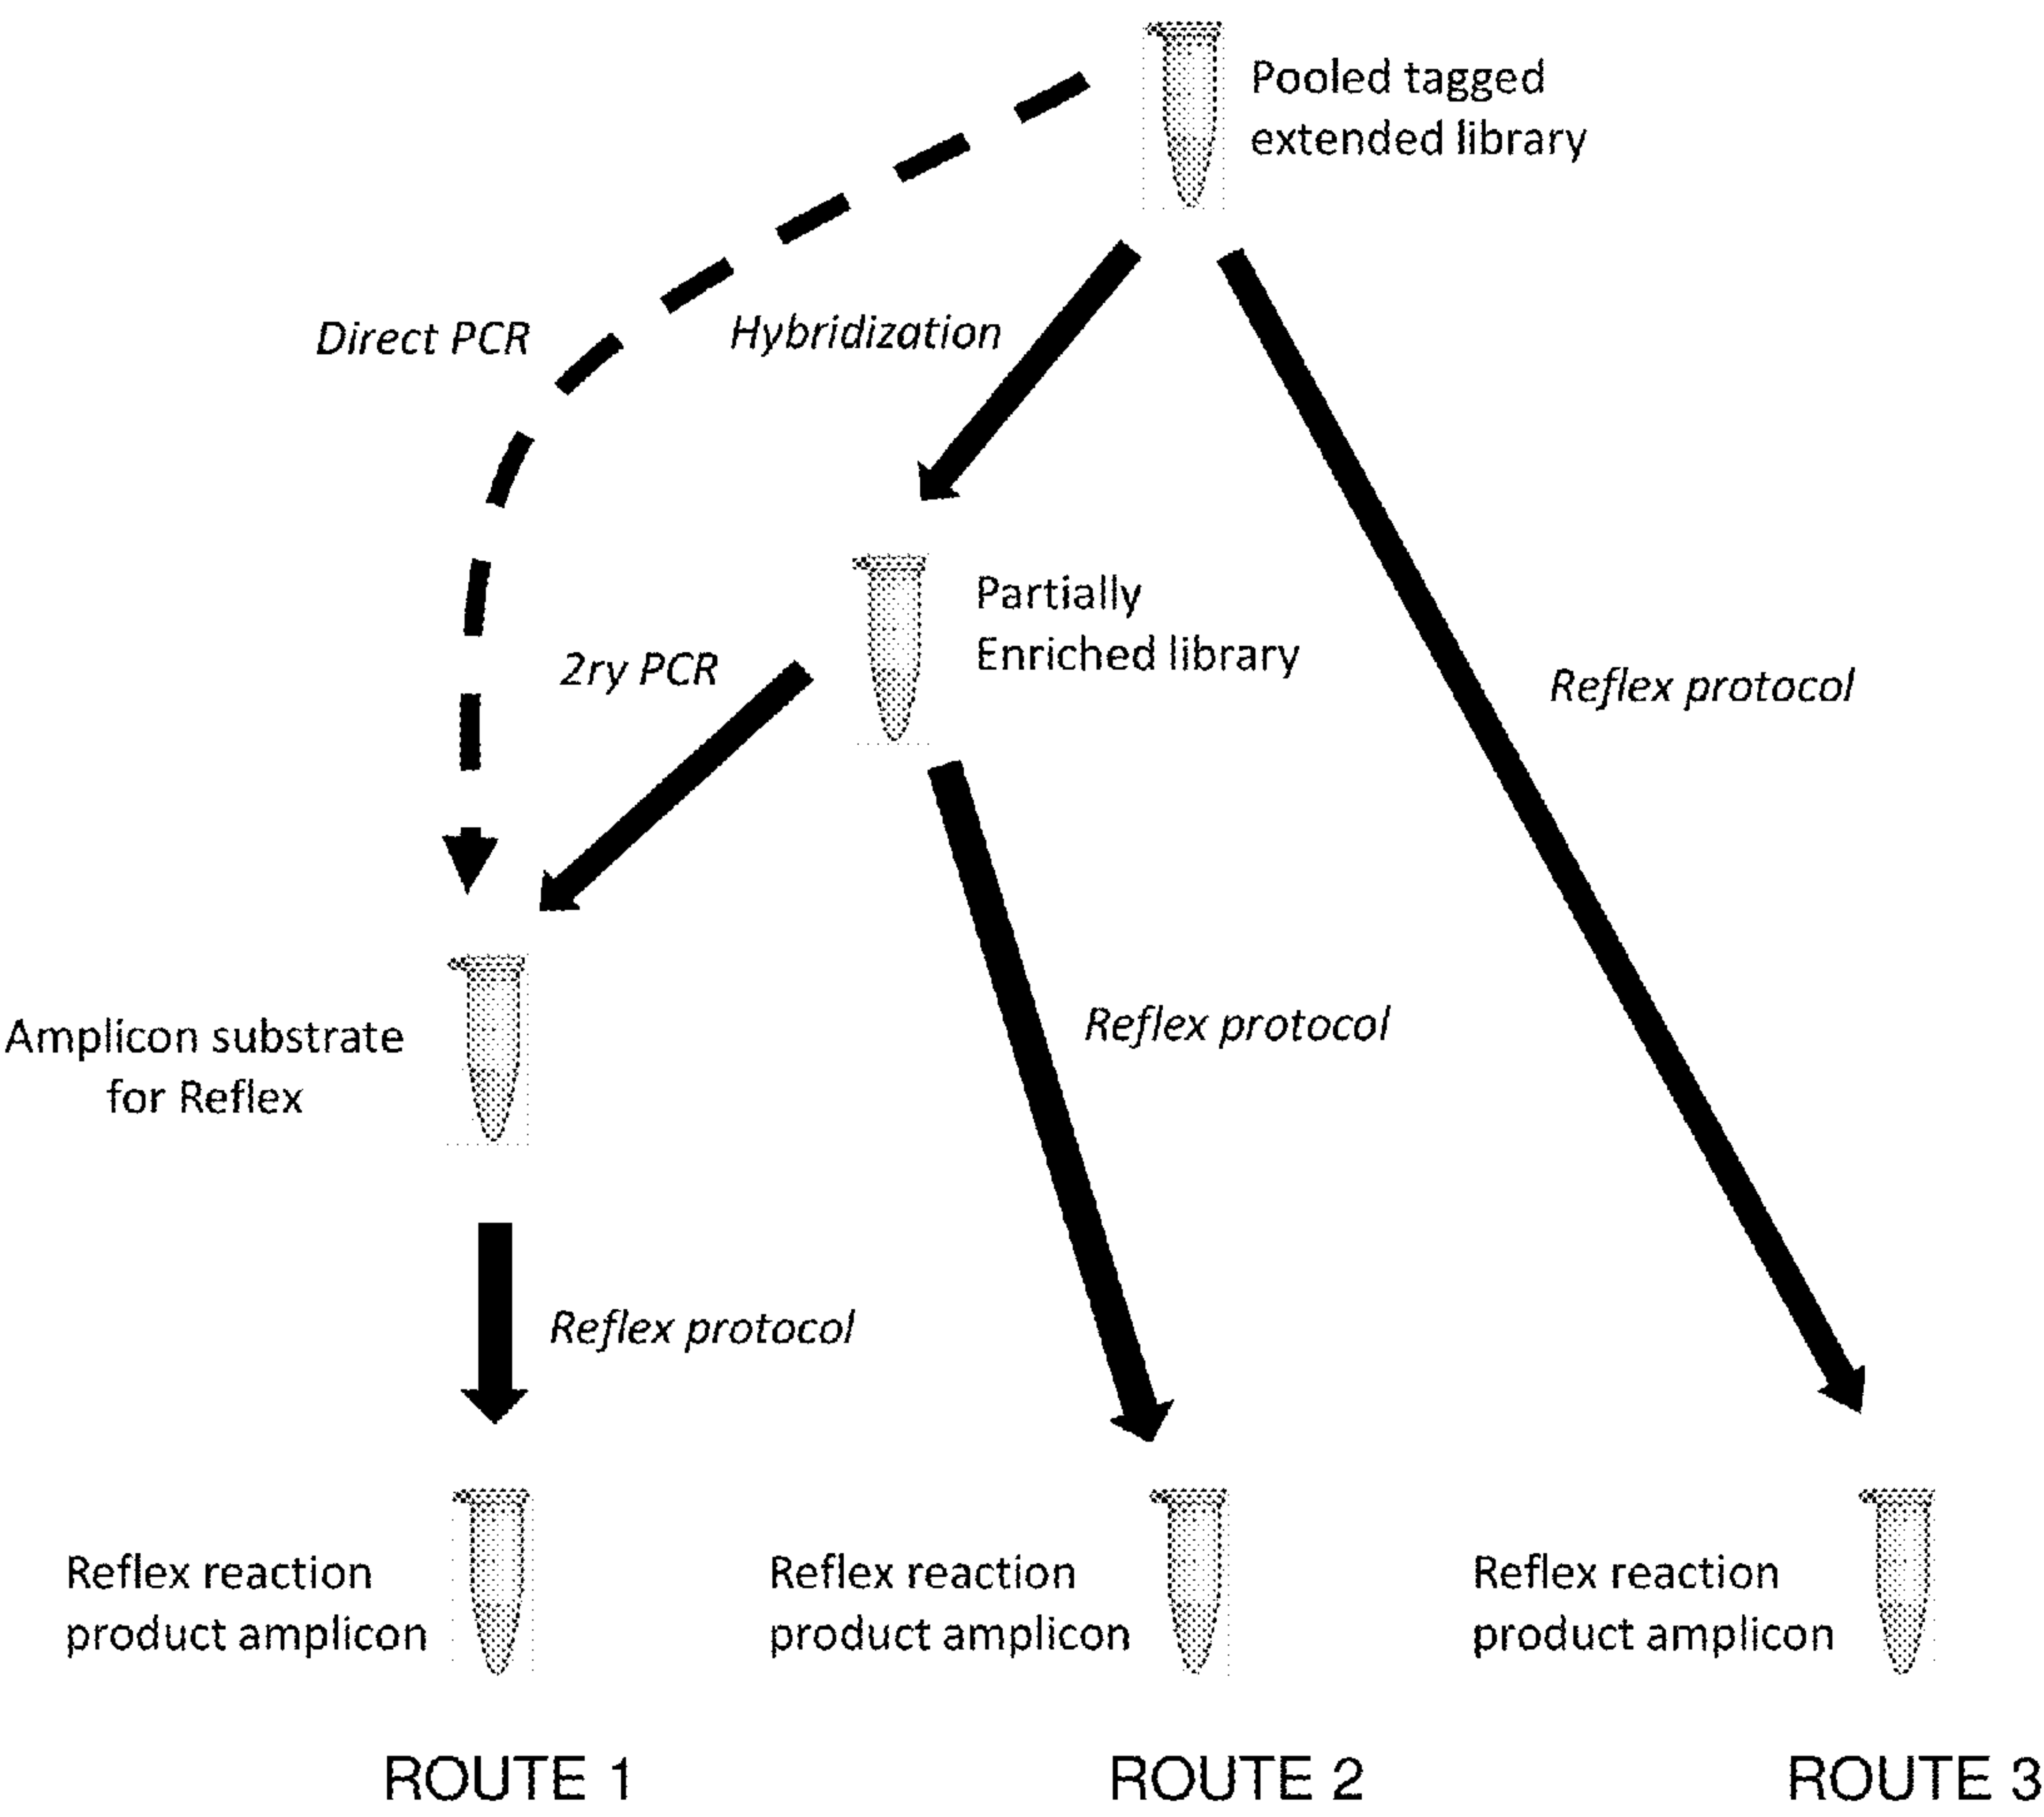 Pooled tagged
extended library
Direct PCR
Hybridization
Partially
Enriched library
2ry PCR
Reflex protocol
Amplicon substrate
for Reflex
Reflex protocol
Reflex protocol
Reflex reaction
product amplicon
Reflex reaction
product amplicon
Reflex reaction
product amplicon
ROUTE 1
ROUTE 2
ROUTE 3